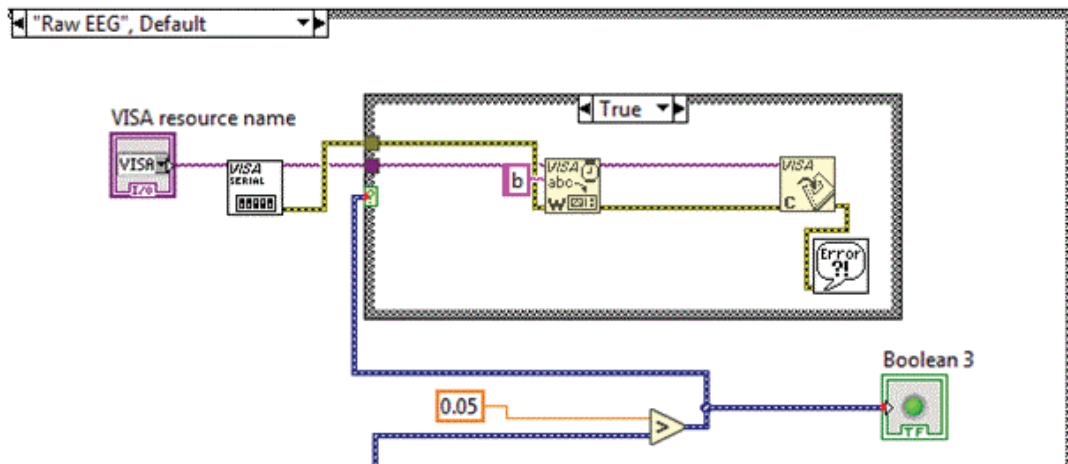 "Raw EEG", Default
True
VISA resource name
VISA
I/O
VISA
SERIAL
b
VISA
abc
W
VISA
C
Error
?!
Boolean 3
0.05
>
TF